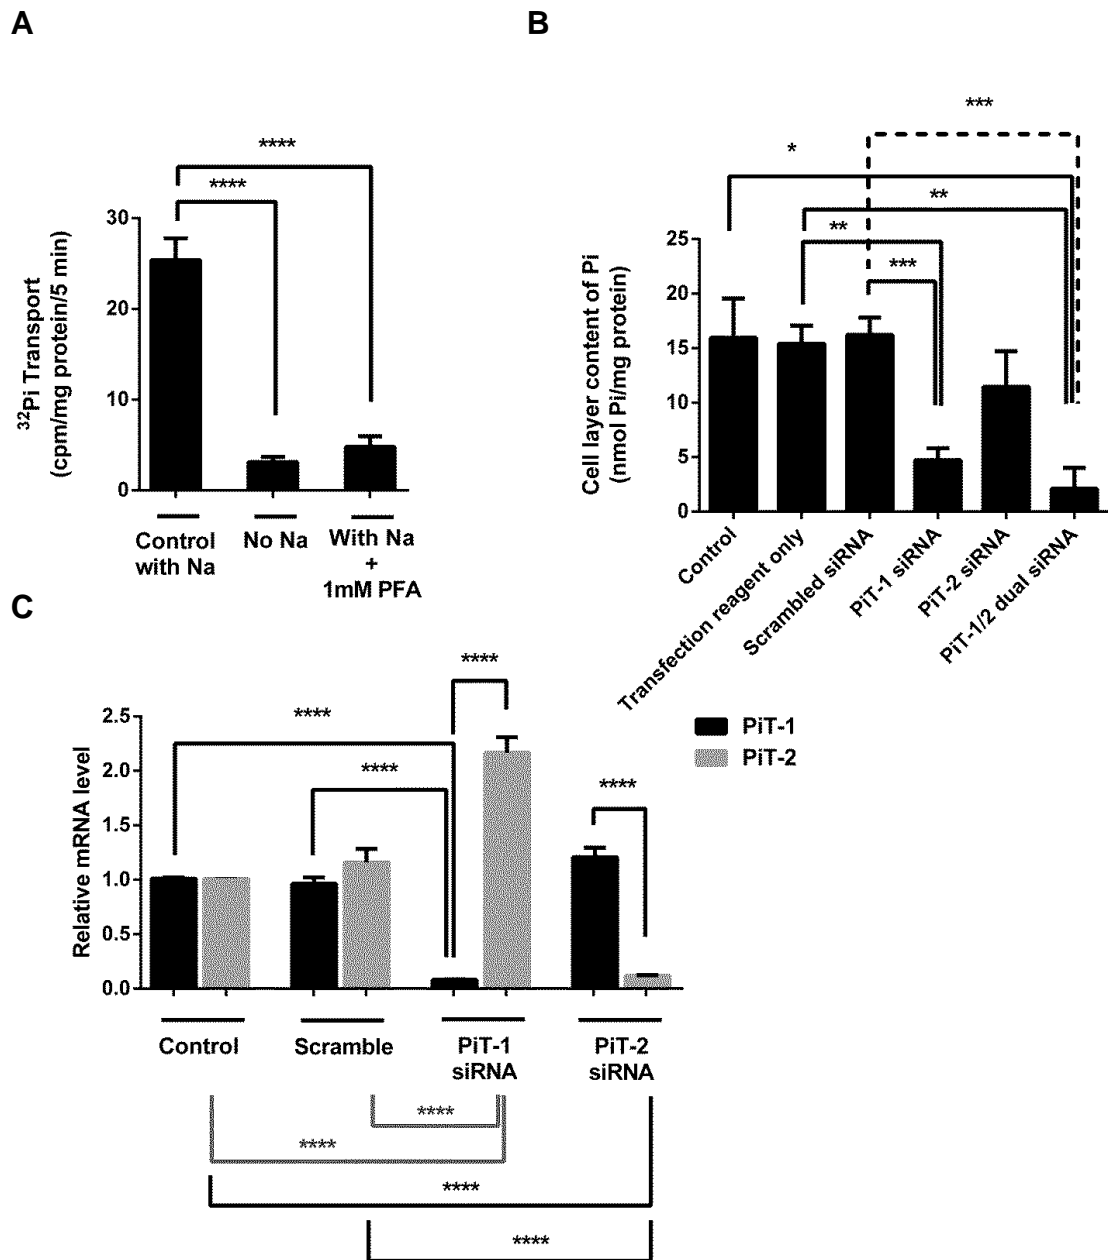 A
B
****
****
³²Pi Transport
(cpm/mg protein/5 min)
30
20
10
0
Control
with Na
No Na
With Na
+
1mM PFA
***
*
**
**
***
Cell layer content of Pi
(nmol Pi/mg protein)
25
20
15
10
5
0
Control
Transfection reagent only
Scrambled siRNA
PiT-1 siRNA
PiT-2 siRNA
PiT-1/2 dual siRNA
C
****
****
****
****
PiT-1
PiT-2
Relative mRNA level
2.5
2.0
1.5
1.0
0.5
0.0
Control
Scramble
PiT-1
siRNA
PiT-2
siRNA
****
****
****
****